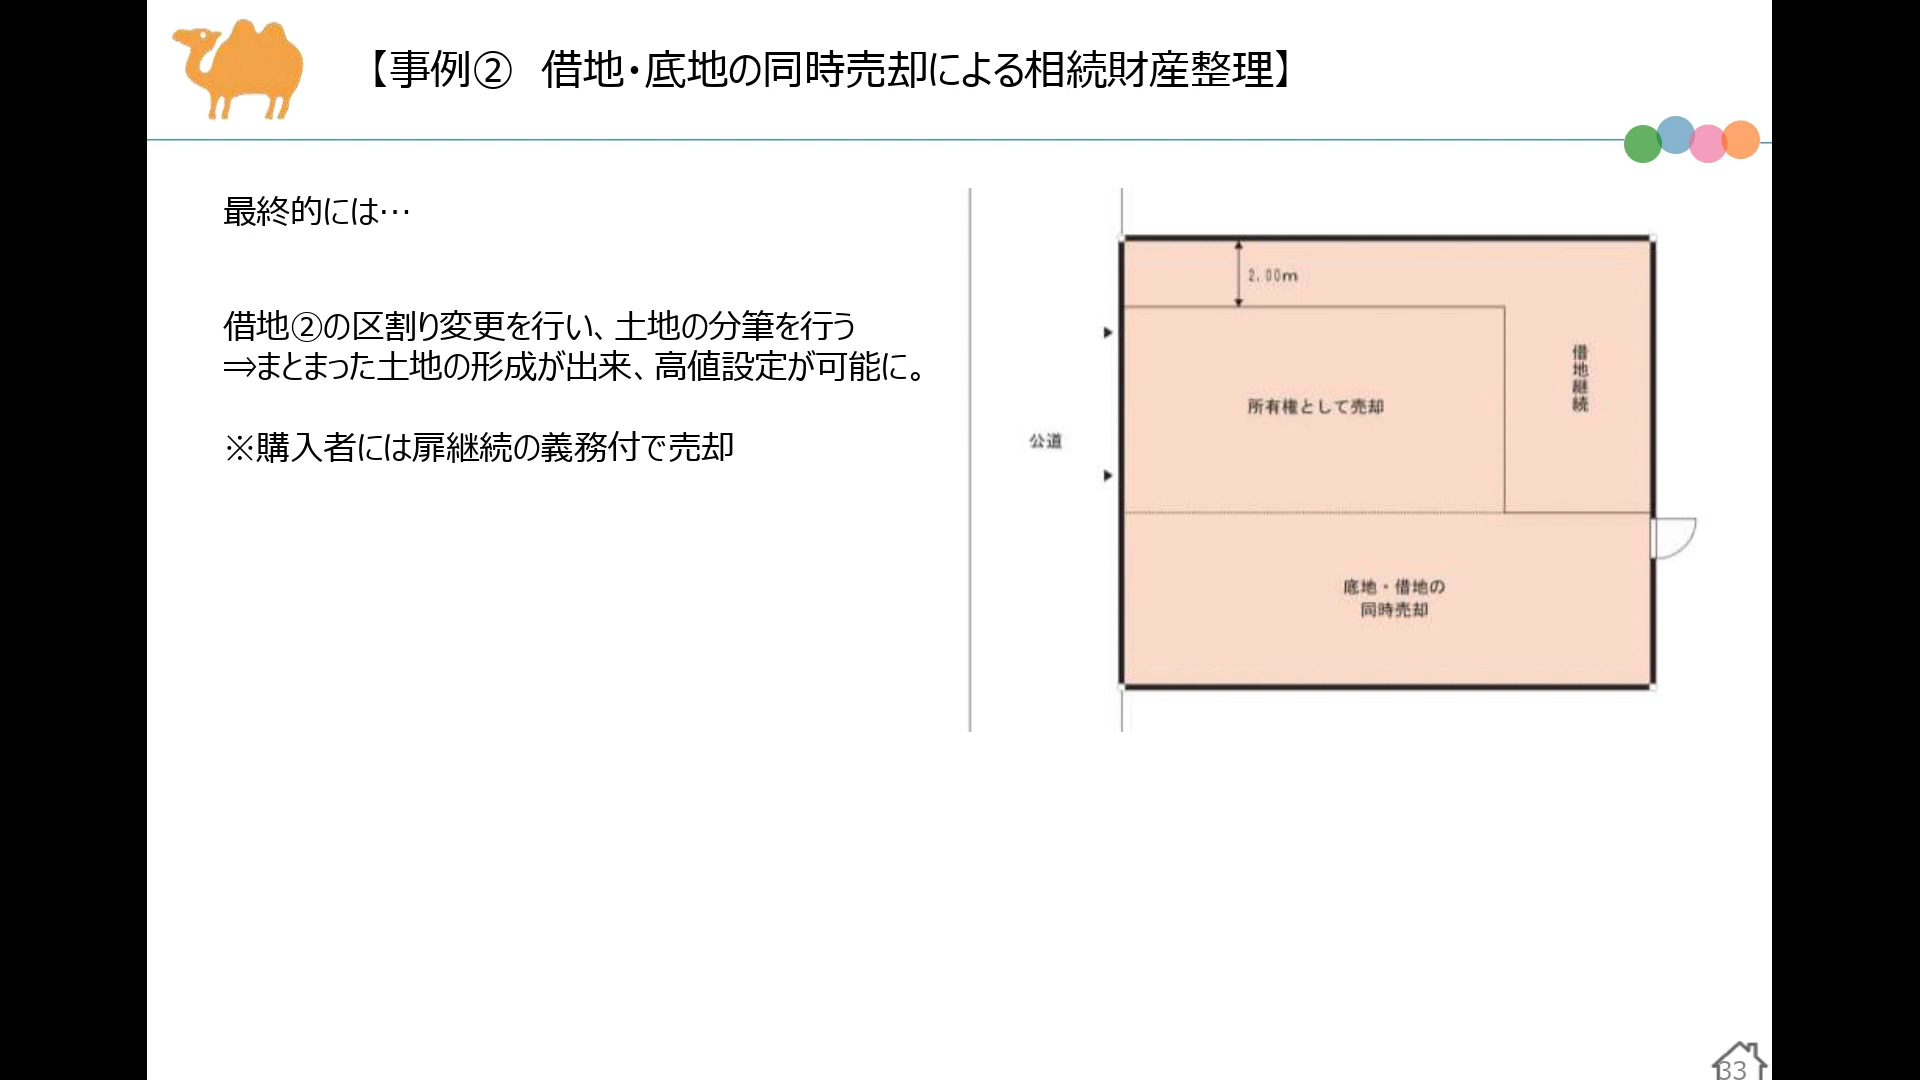 【事例②　借地・底地の同時売却による相続財産整理】
最終的には…
借地②の区割り変更を行い、土地の分筆を行う
⇒まとまった土地の形成が出来、高値設定が可能に。
※購入者には扉継続の義務付で売却
2.00m
借地継続
所有権として売却
公道
底地・借地の
同時売却
33